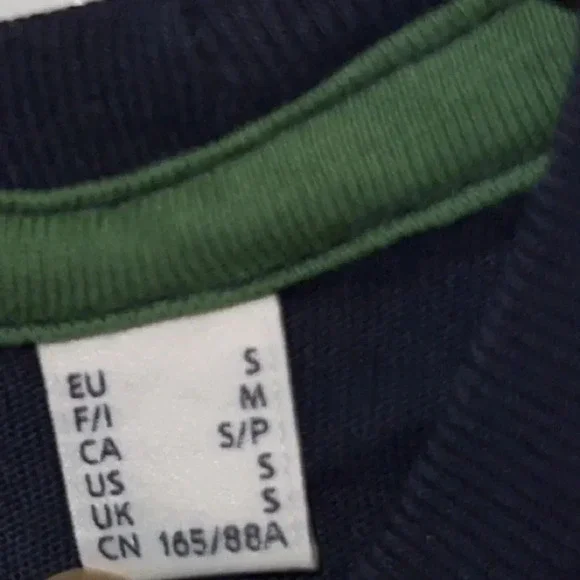 EU S
F/I M
CA S/P
US S
UK S
CN 165/88A